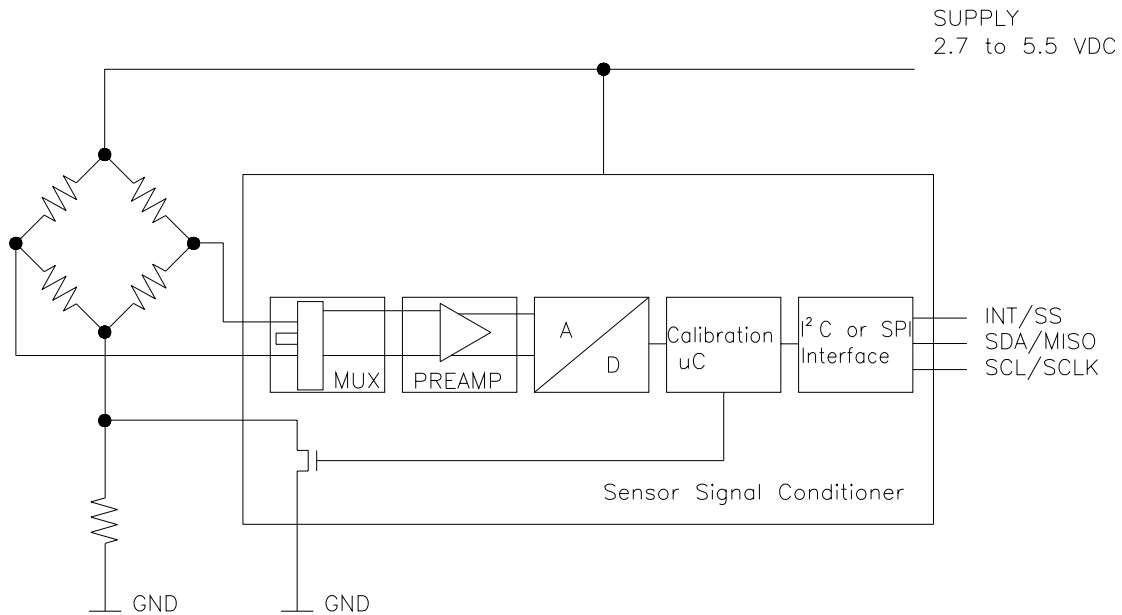 SUPPLY
2.7 to 5.5 VDC
MUX
PREAMP
A
D
Calibration
uC
I² C or SPI
Interface
INT/SS
SDA/MISO
SCL/SCLK
Sensor Signal Conditioner
GND
GND